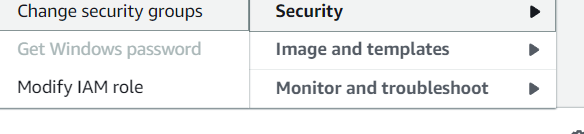 Change security groups
Security
Get Windows password
Image and templates
Modify IAM role
Monitor and troubleshoot